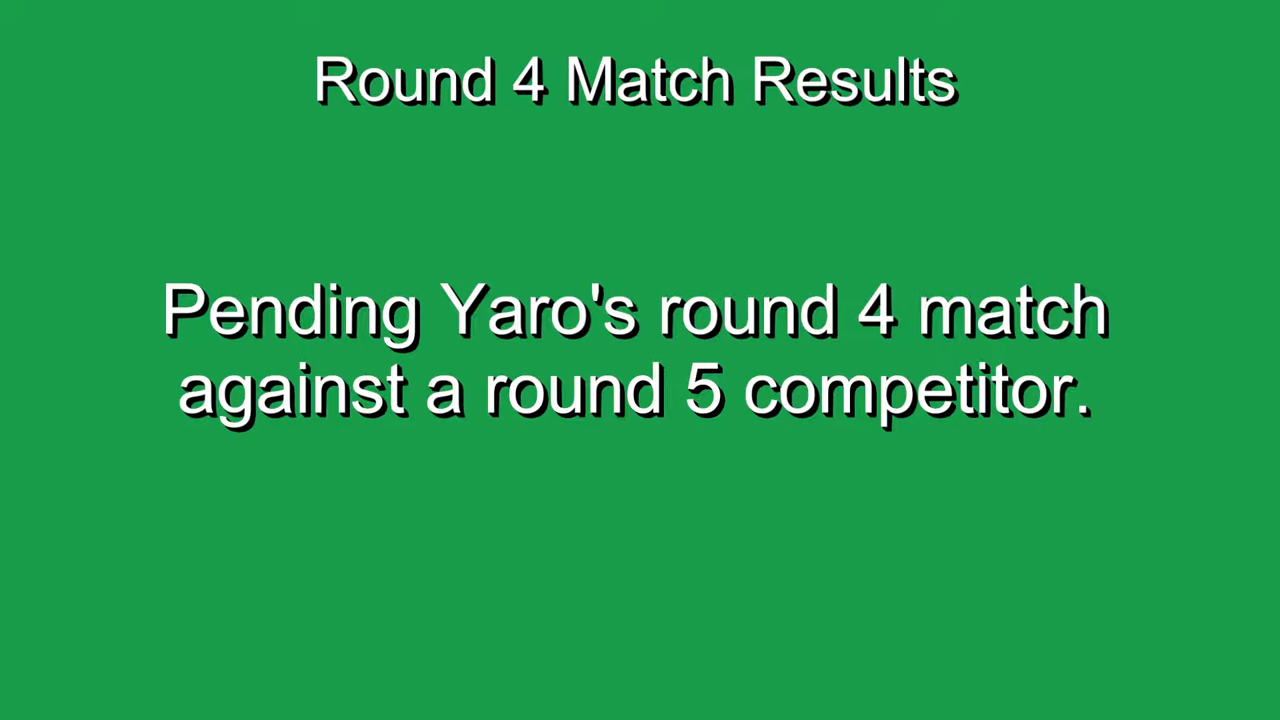 Round 4 Match Results
Pending Yaro's round 4 match
against a round 5 competitor.